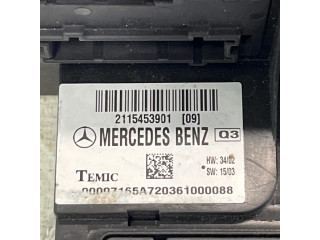 2115453901 [09]
MERCEDES BENZ Q3
HW: 34/02
TEMIC SW: 15/03
00007165A720361000088